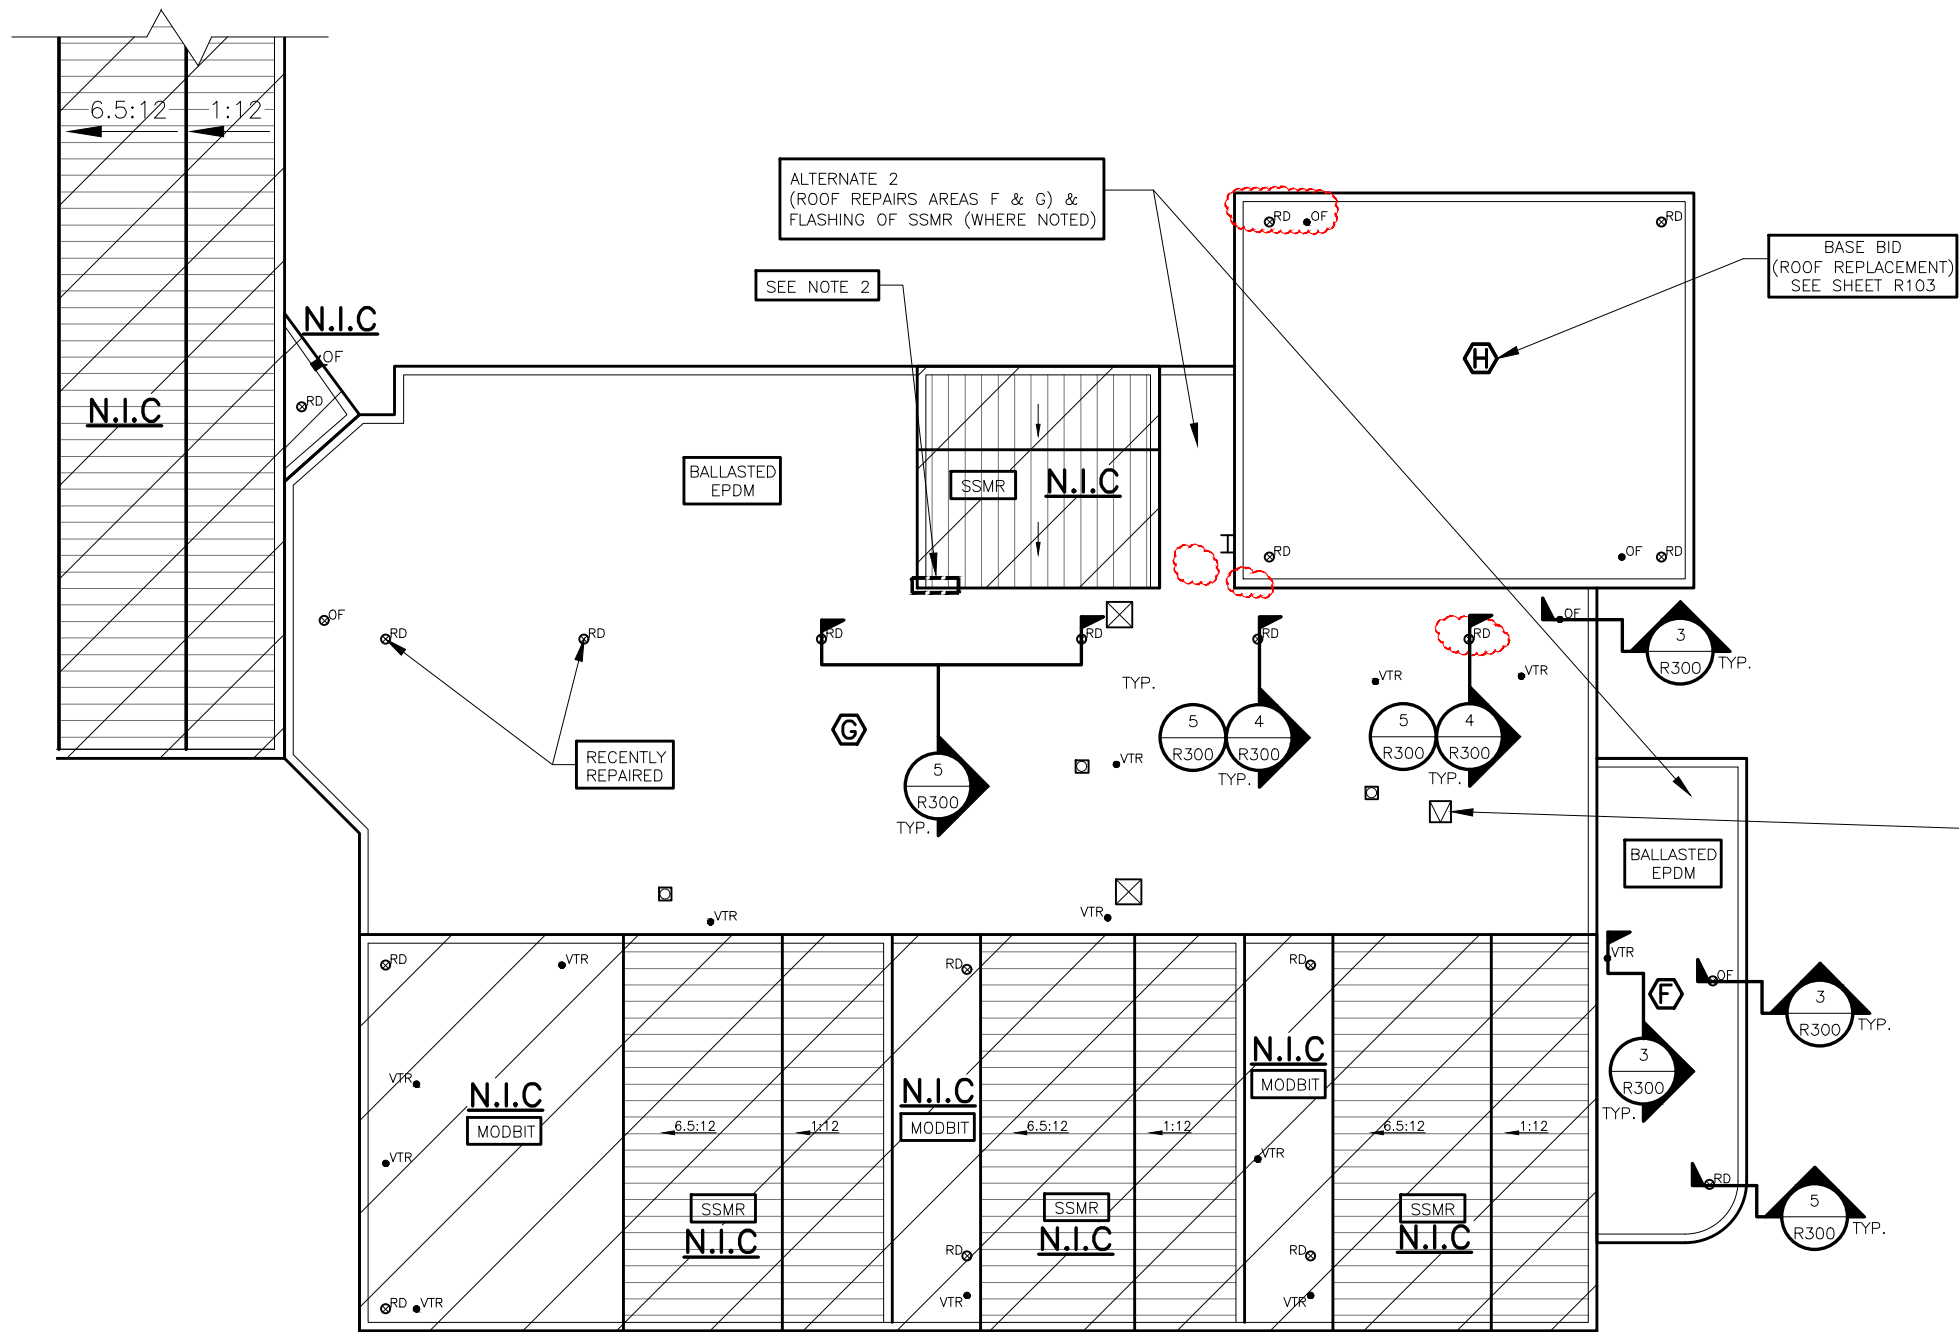 6.5:12
1:12
ALTERNATE 2
(ROOF REPAIRS AREAS F & G) &
FLASHING OF SSMR (WHERE NOTED)
RD
OF
RD
BASE BID
(ROOF REPLACEMENT)
SEE SHEET R103
SEE NOTE 2
N.I.C
OF
H
N.I.C
RD
BALLASTED
EPDM
SSMR
N.I.C
RD
OF
RD
OF
RD
RD
RD
RD
RD
RD
OF
3
R300
TYP.
TYP.
VTR
VTR
G
5
R300
4
R300
TYP.
5
R300
4
R300
TYP.
RECENTLY
REPAIRED
5
R300
TYP.
VTR
BALLASTED
EPDM
VTR
VTR
RD
VTR
RD
RD
VTR
F
OF
3
R300
TYP.
VTR
N.I.C
MODBIT
N.I.C
MODBIT
N.I.C
MODBIT
3
R300
TYP.
6.5:12
1:12
6.5:12
1:12
6.5:12
1:12
VTR
VTR
SSMR
N.I.C
SSMR
N.I.C
SSMR
N.I.C
RD
5
R300
TYP.
RD
RD
RD
VTR
VTR
VTR